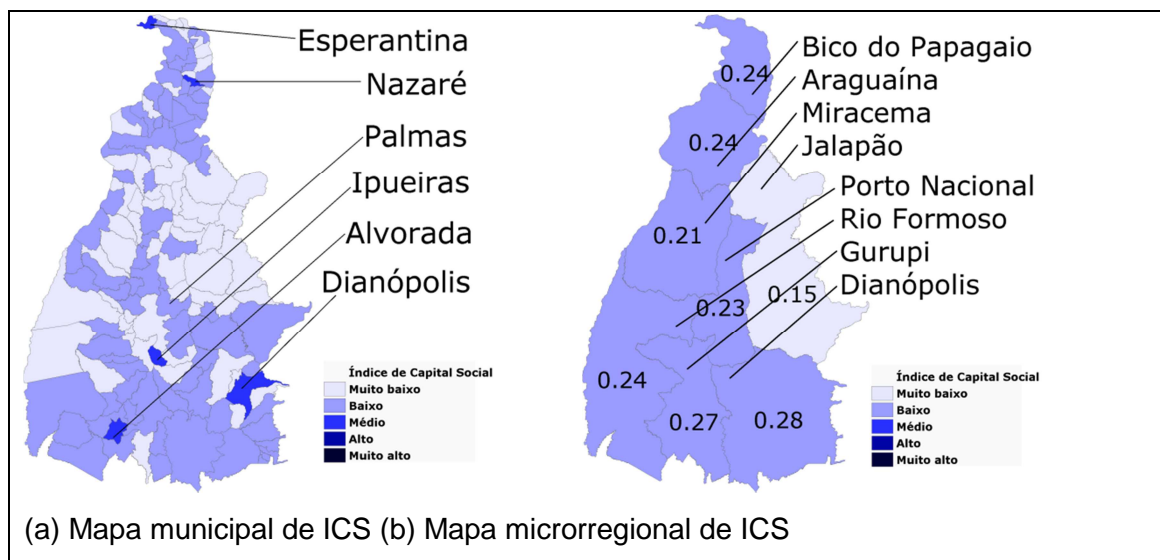 Esperantina
Nazaré
Palmas
Ipueiras
Alvorada
Dianópolis
Índice de Capital Social
Muito baixo
Baixo
Médio
Alto
Muito alto
Bico do Papagaio
Araguaína
Miracema
Jalapão
Porto Nacional
Rio Formoso
Gurupi
Dianópolis
0.24
0.24
0.21
0.23
0.15
0.24
0.27
0.28
Índice de Capital Social
Muito baixo
Baixo
Médio
Alto
Muito alto
(a) Mapa municipal de ICS (b) Mapa microrregional de ICS